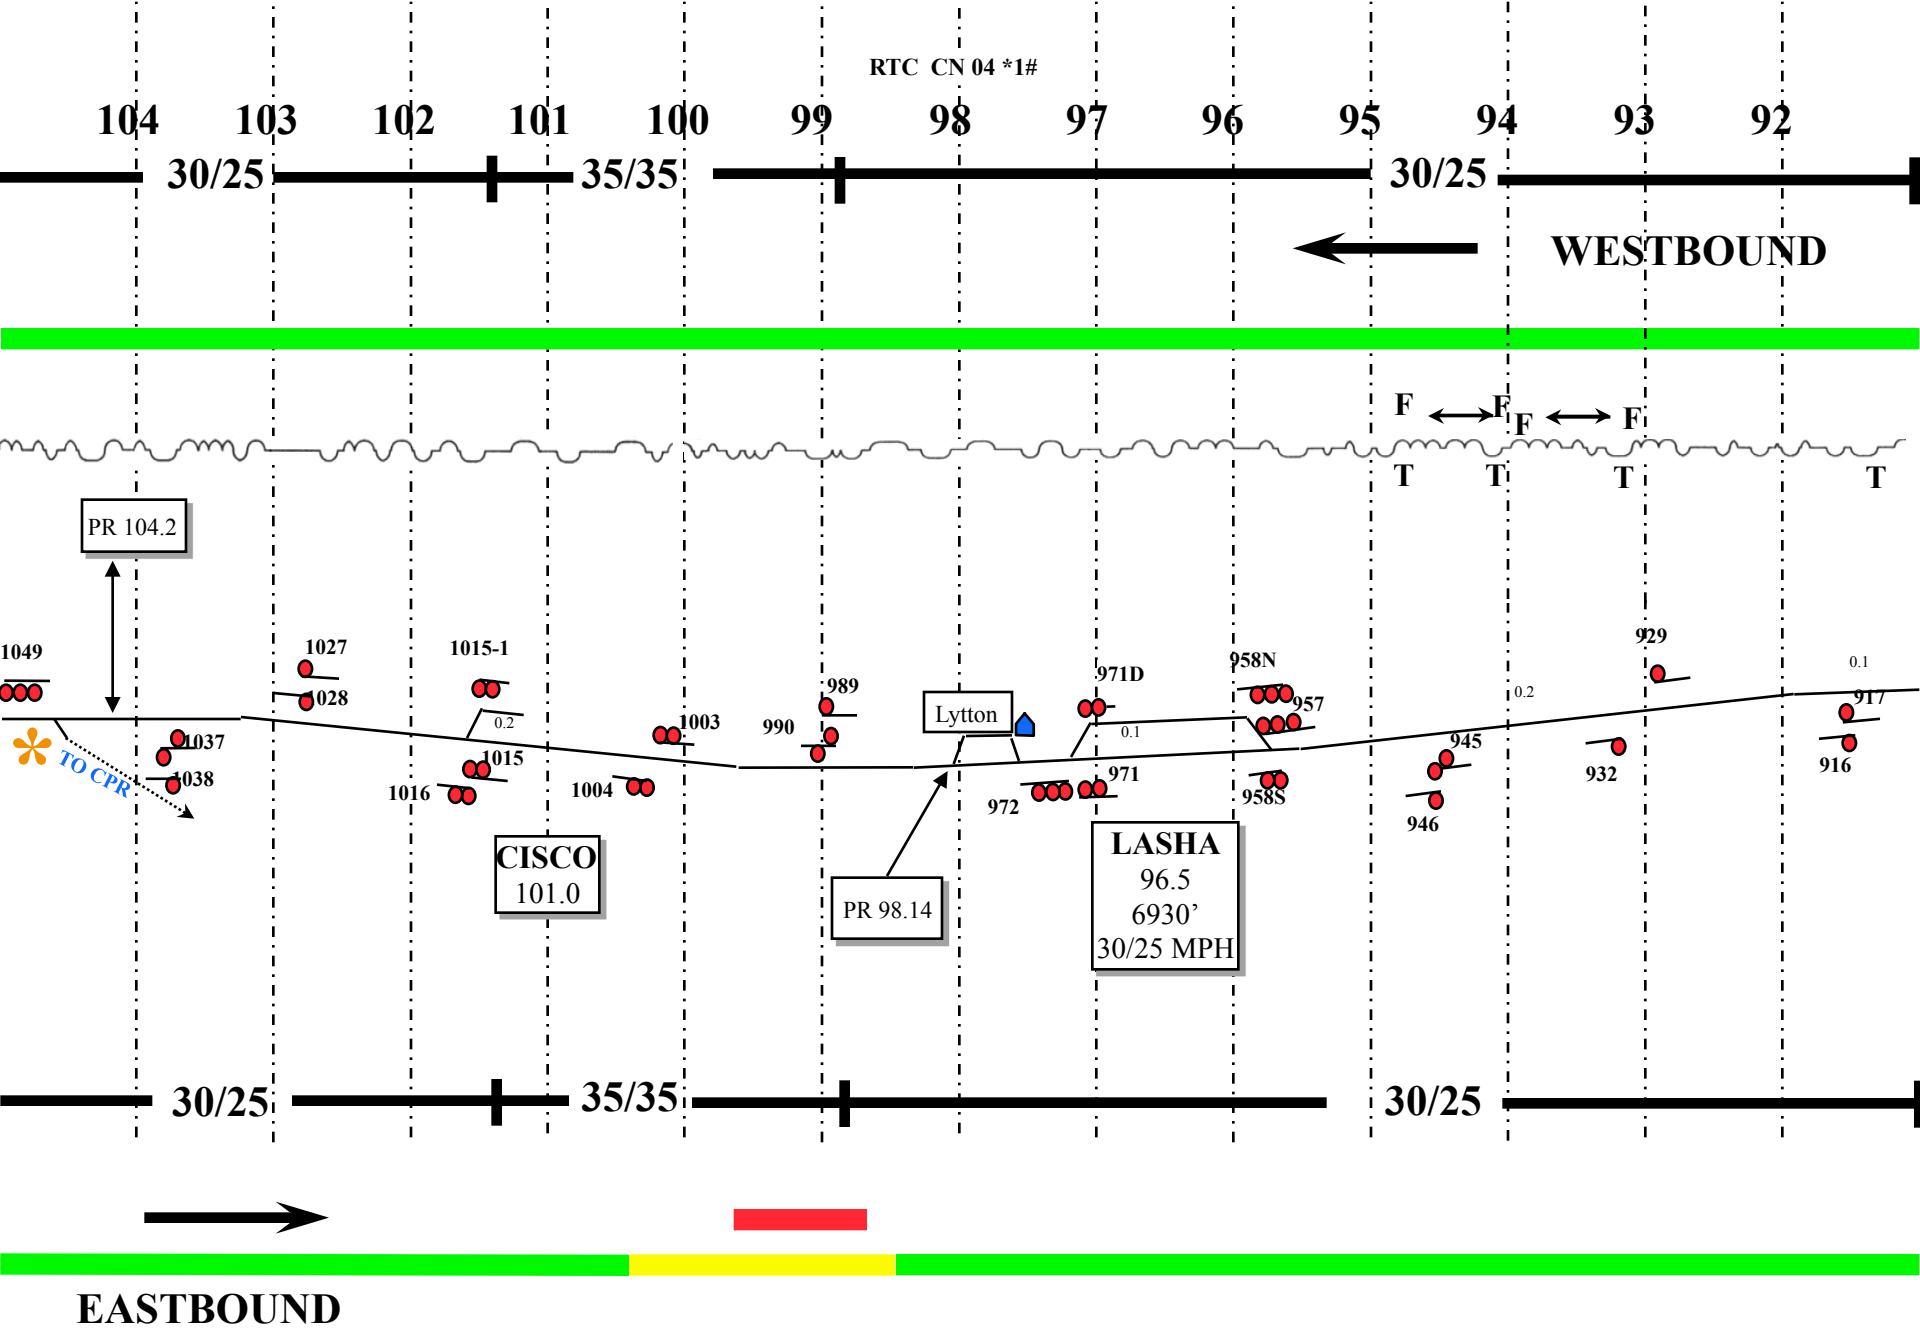 RTC CN 04 *1#
104 103 102 101 100 99 98 97 96 95 94 93 92
30/25 35/35 30/25
WESTBOUND
F F F F
T T T T
PR 104.2
1049 1027 1015-1 971D 958N 929 0.1
1028 989 Lytton 957 0.2 917
0.2 1003 990 0.1
1037 1015 971 945 932 916
TO CPR
1038 1016 1004 972 958S 946
CISCO
101.0
LASHA
96.5
6930’
30/25 MPH
PR 98.14
30/25 35/35 30/25
EASTBOUND